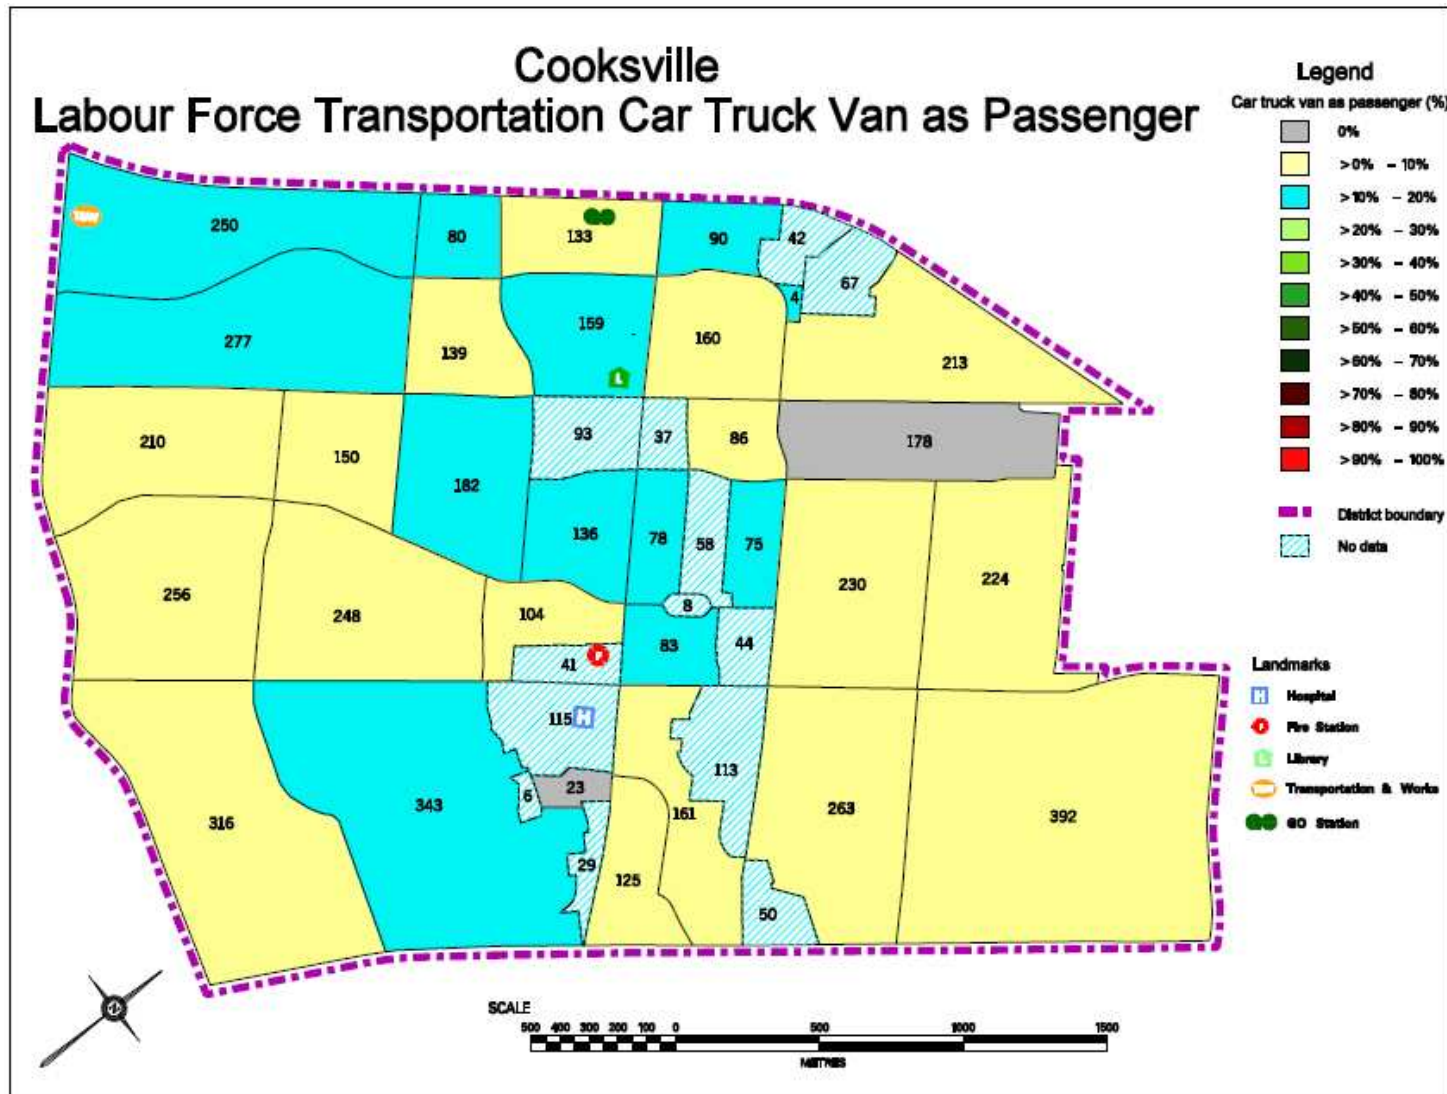 Cooksville
Labour Force Transportation Car Truck Van as Passenger
Legend
Car truck van as passenger (%)
0%
>0% - 10%
>10% - 20%
>20% - 30%
>30% - 40%
>40% - 50%
>50% - 60%
>60% - 70%
>70% - 80%
>80% - 90%
>90% - 100%
District boundary
No data
Landmarks
H Hospital
F Fire Station
L Library
Transportation & Works
GO Station
250
80
133
90
42
67
4
277
139
159
160
213
L
210
150
182
93
37
86
178
136
78
58
75
230
224
256
248
104
8
83
44
41
F
115
H
113
316
343
6
23
161
263
392
29
125
50
SCALE
500 400 300 200 100 0 500 1000 1500
METRES